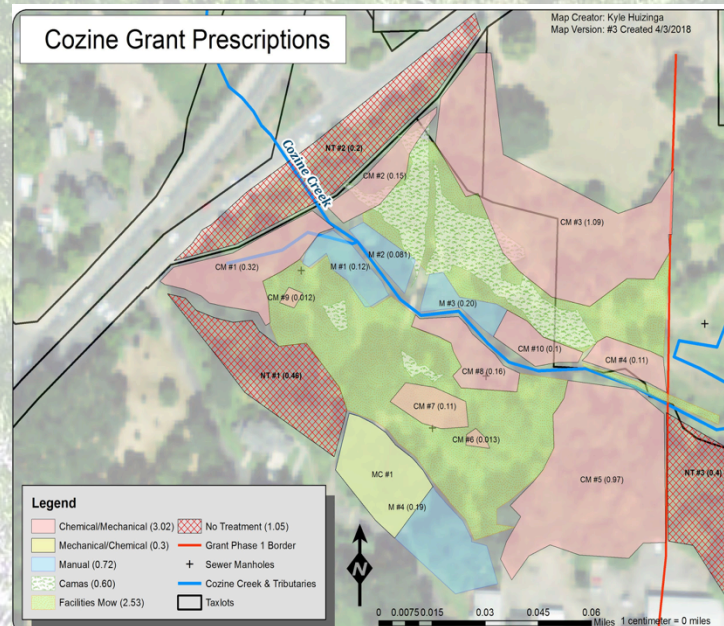 Cozine Grant Prescriptions
Map Creator: Kyle Huizinga
Map Version: #3 Created 4/3/2018
NT #2 (0.2)
Cozine Creek
CM #2 (0.15)
CM #3 (1.09)
M #2 (0.081)
CM #1 (0.32)
M #1 (0.12)
CM #9 (0.012)
M #3 (0.20)
CM #10 (0.1)
CM #4 (0.11)
NT #1 (0.46)
CM #8 (0.16)
CM #7 (0.11)
CM #6 (0.013)
MC #1
CM #5 (0.97)
NT #3 (0.4)
M #4 (0.19)
Legend
Chemical/Mechanical (3.02)
No Treatment (1.05)
Mechanical/Chemical (0.3)
Grant Phase 1 Border
Manual (0.72)
Sewer Manholes
Camas (0.60)
Cozine Creek & Tributaries
Facilities Mow (2.53)
Taxlots
N
0 0.0075 0.015 0.03 0.045 0.06
Miles
1 centimeter = 0 miles